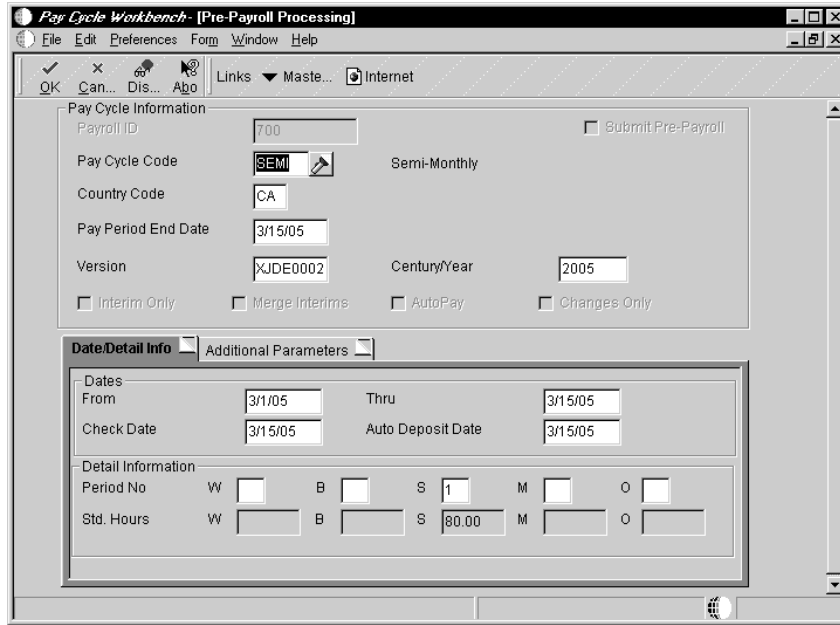 Pay Cycle Workbench - [Pre-Payroll Processing]
File Edit Preferences Form Window Help
OK Can... Dis... Abo Links Maste... Internet
Pay Cycle Information
Payroll ID 700 Submit Pre-Payroll
Pay Cycle Code SEMI Semi-Monthly
Country Code CA
Pay Period End Date 3/15/05
Version XJDE0002 Century/Year 2005
Interim Only Merge Interims AutoPay Changes Only
Date/Detail Info Additional Parameters
Dates
From 3/1/05 Thru 3/15/05
Check Date 3/15/05 Auto Deposit Date 3/15/05
Detail Information
Period No W B S 1 M O
Std. Hours W B S 80.00 M O